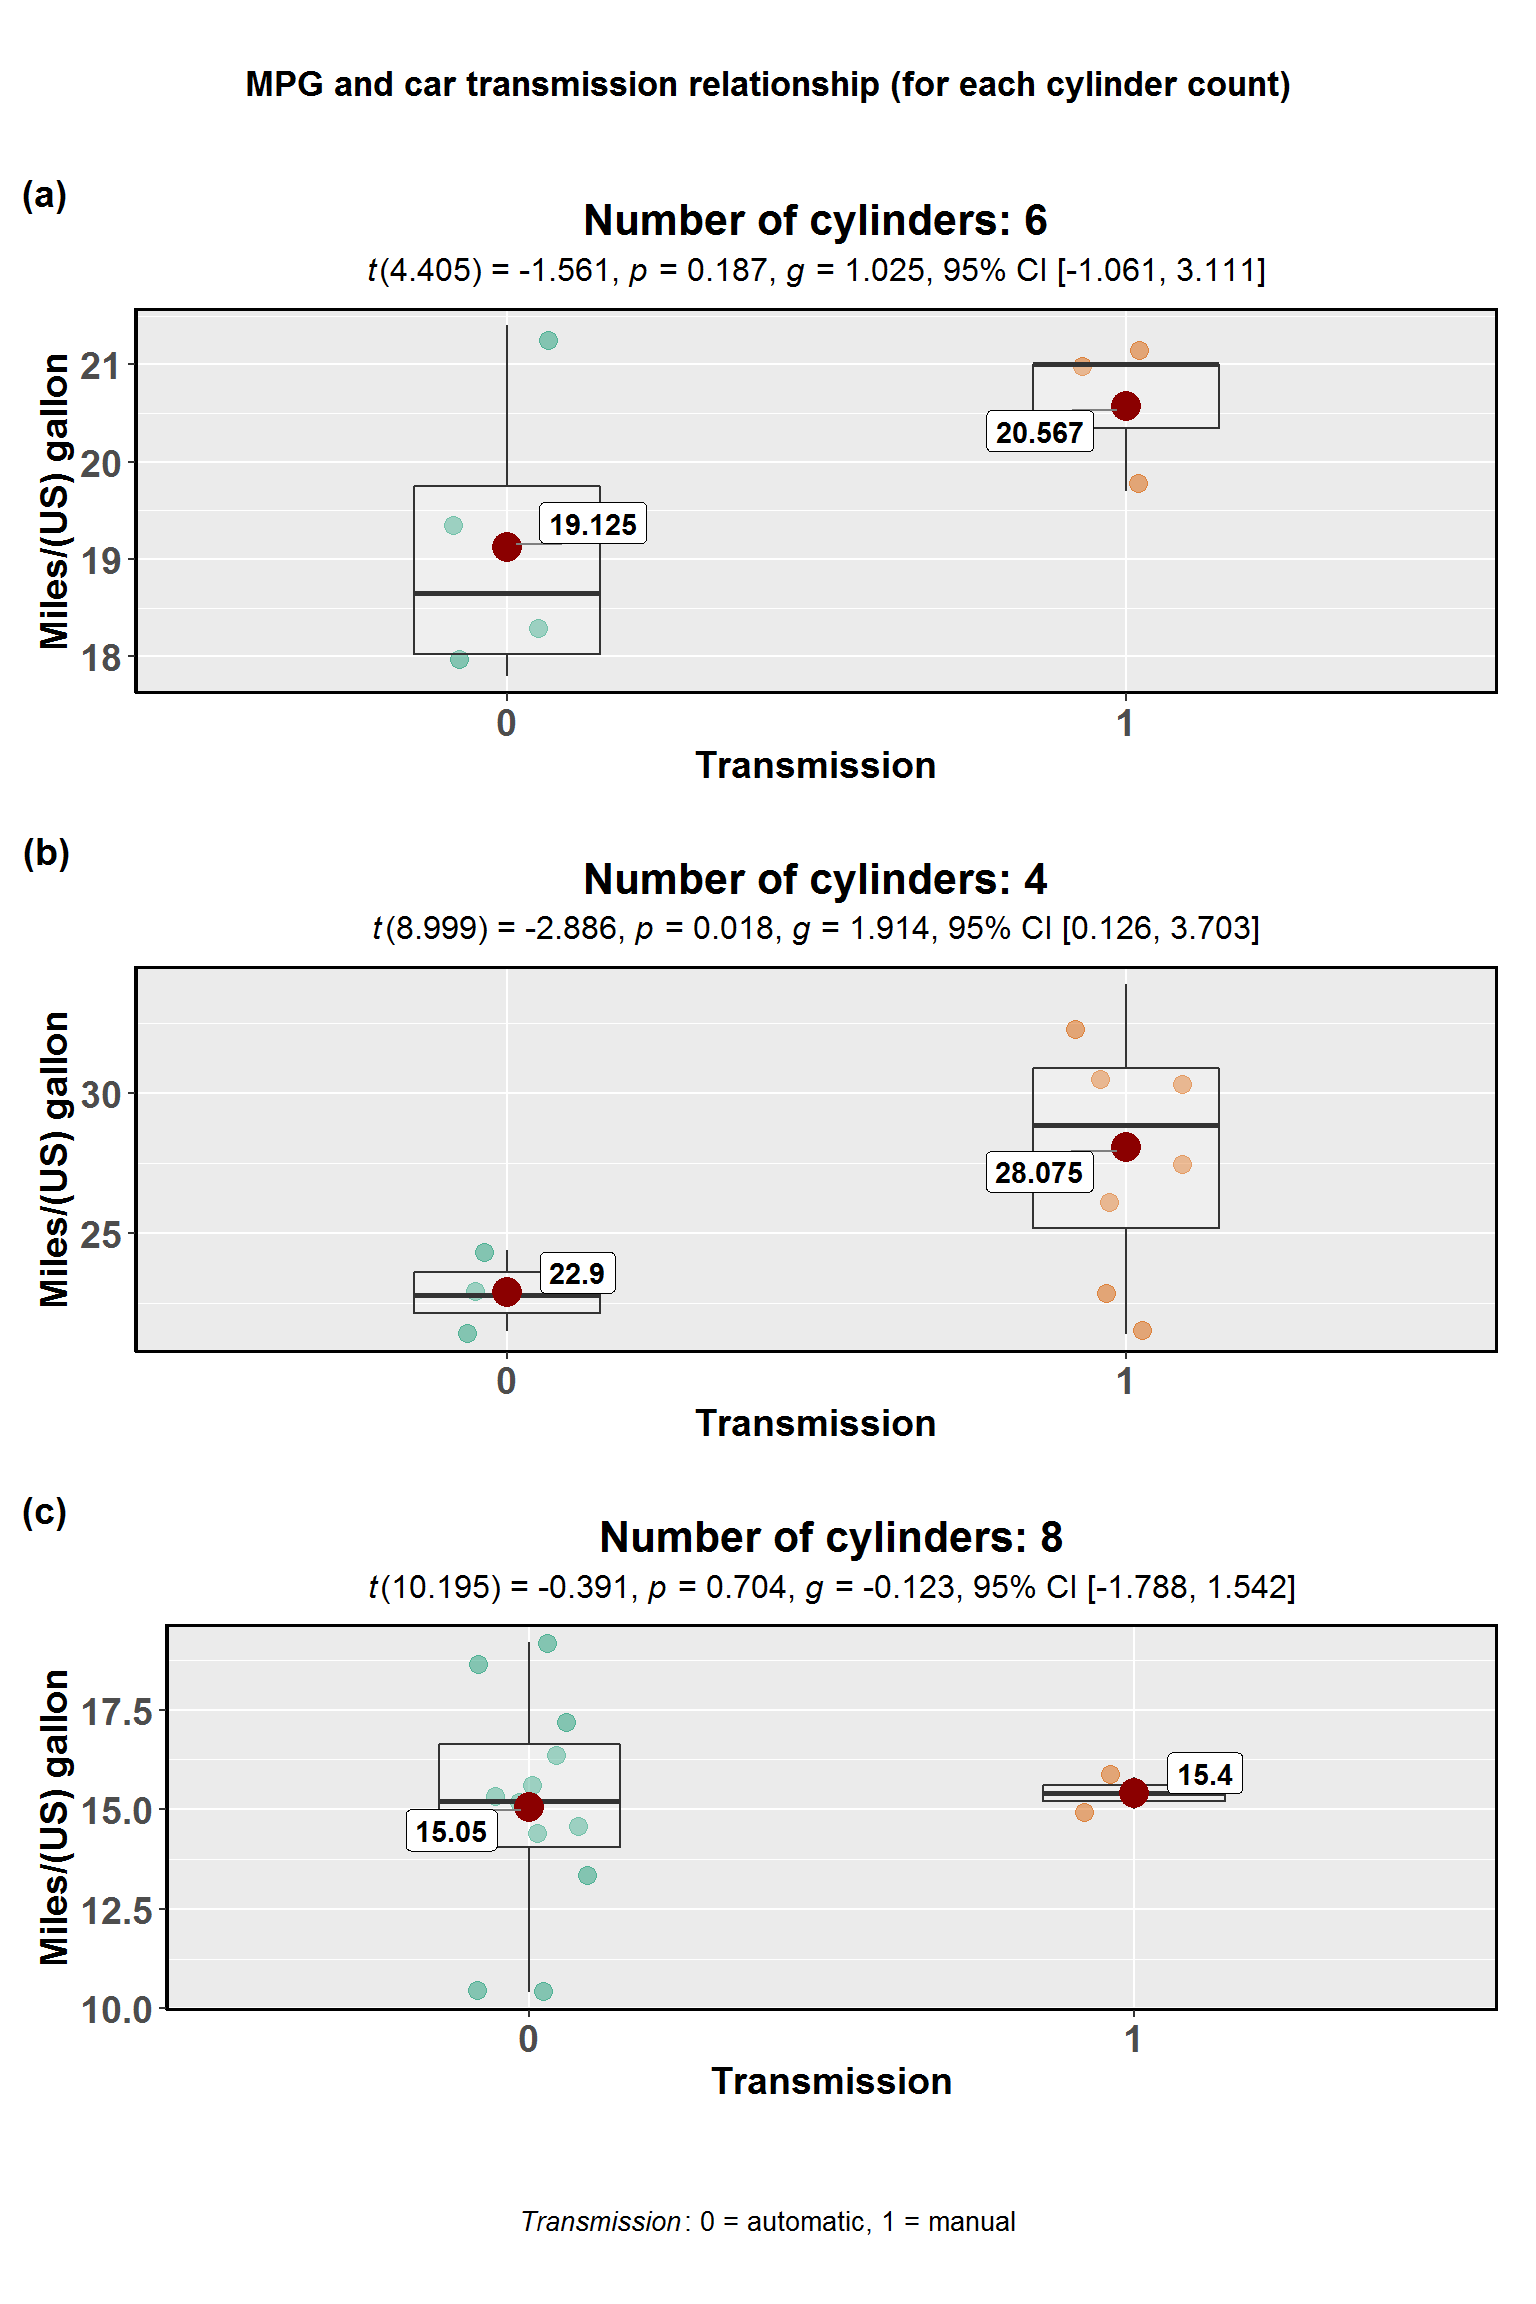 MPG and car transmission relationship (for each cylinder count)
(a)
Number of cylinders: 6
t(4.405) = -1.561, p = 0.187, g = 1.025, 95% CI [-1.061, 3.111]
Miles/(US) gallon
21
20
19
18
19.125
20.567
0
1
Transmission
(b)
Number of cylinders: 4
t(8.999) = -2.886, p = 0.018, g = 1.914, 95% CI [0.126, 3.703]
Miles/(US) gallon
30
25
22.9
28.075
0
1
Transmission
(c)
Number of cylinders: 8
t(10.195) = -0.391, p = 0.704, g = -0.123, 95% CI [-1.788, 1.542]
Miles/(US) gallon
17.5
15.0
12.5
10.0
15.05
15.4
0
1
Transmission
Transmission: 0 = automatic, 1 = manual